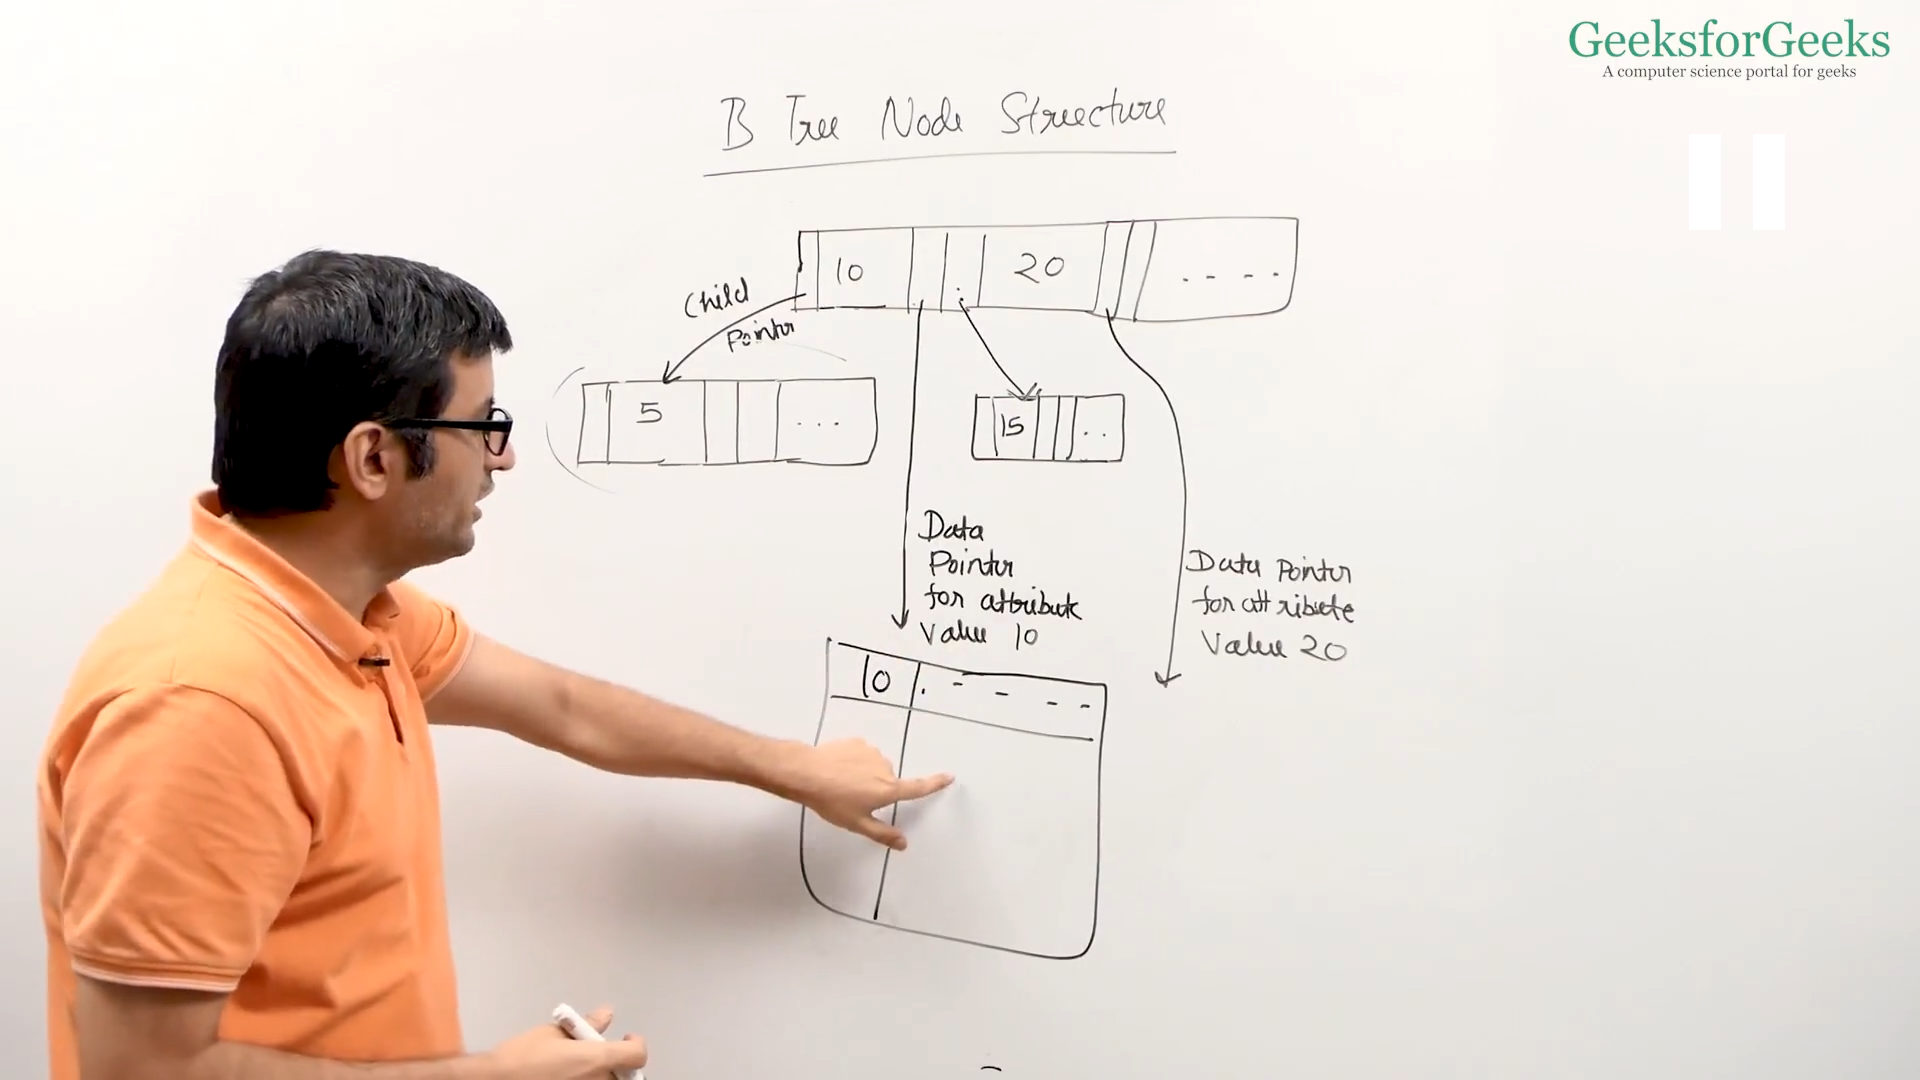 GeeksforGeeks
A computer science portal for geeks
B Tree Node Structure
10 20 . - - - -
Child
Pointer
5 ...
15 ..
Data
Pointer
for attribute
Value 10
Data Pointer
for attribute
Value 20
10 . - - - -